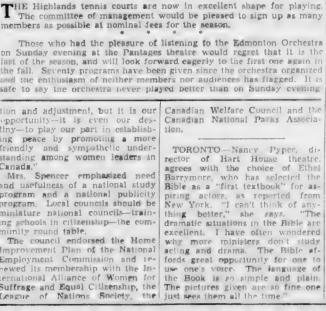 THE Highlands tennis courts are now in excellent shape for playing.
The committee of management would be pleased to sign up as many
members as possible at nominal fees for the season.
* * *
Those who had the pleasure of listening to the Edmonton Orchestra
on Sunday evening at the Pantages theatre would regret that it is the
last of the season, and will look forward eagerly to the first one again in
the fall. Several programs have been given since the orchestra organized
and the enthusiasm of neither members nor audiences has flagged. It is
safe to say the orchestra never played better than on Sunday evening
tion and adjustment, but it is our
opportunity—it is even our des-
tiny—to play our part in establish-
ing peace by promoting a more
friendly and sympathetic under-
standing among women leaders in
Canada."
Mrs. Spencer emphasized need
and usefulness of a national study
program and a national publicity
program. Local councils should be
miniature national councils—train-
ing schools in citizenship—the com-
munity round table.
The council endorsed the Home
Improvement Plan of the National
Employment Commission and re-
newed its membership with the In-
ternational Alliance of Women for
Suffrage and Equal Citizenship, the
League of Nations Society, the
Canadian Welfare Council and the
Canadian National Parks Associa-
tion.
TORONTO—Nancy Pyper, di-
rector of Hart House theatre,
agrees with the choice of Ethel
Barrymore, who has selected the
Bible as a "first textbook" for as-
piring actors, as reported from
New York. "I can't think of any-
thing better," she says. "The
dramatic situations in the Bible are
excellent. I have often wondered
why more ministers don't study
acting and drama. The Bible af-
fords great opportunity for one to
use one's voice. The language of
the Book is so simple and plain.
The pictures given are so fine one
just sees them all the time."